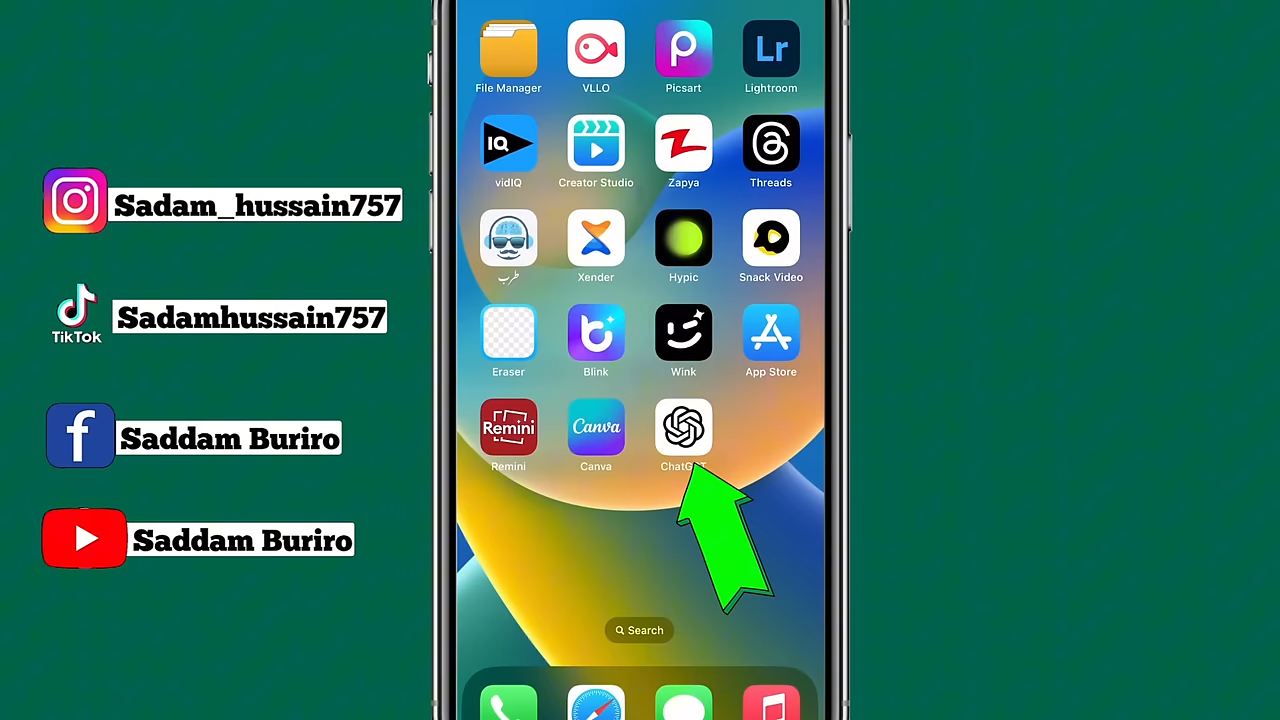 File Manager
VLLO
Picsart
Lr
Lightroom
IQ
vidIQ
Creator Studio
Zapya
Threads
طرب
Xender
Hypic
Snack Video
Eraser
Blink
Wink
App Store
Remini
Remini
Canva
Canva
ChatGPT
Search
Sadam_hussain757
TikTok
Sadamhussain757
Saddam Buriro
Saddam Buriro